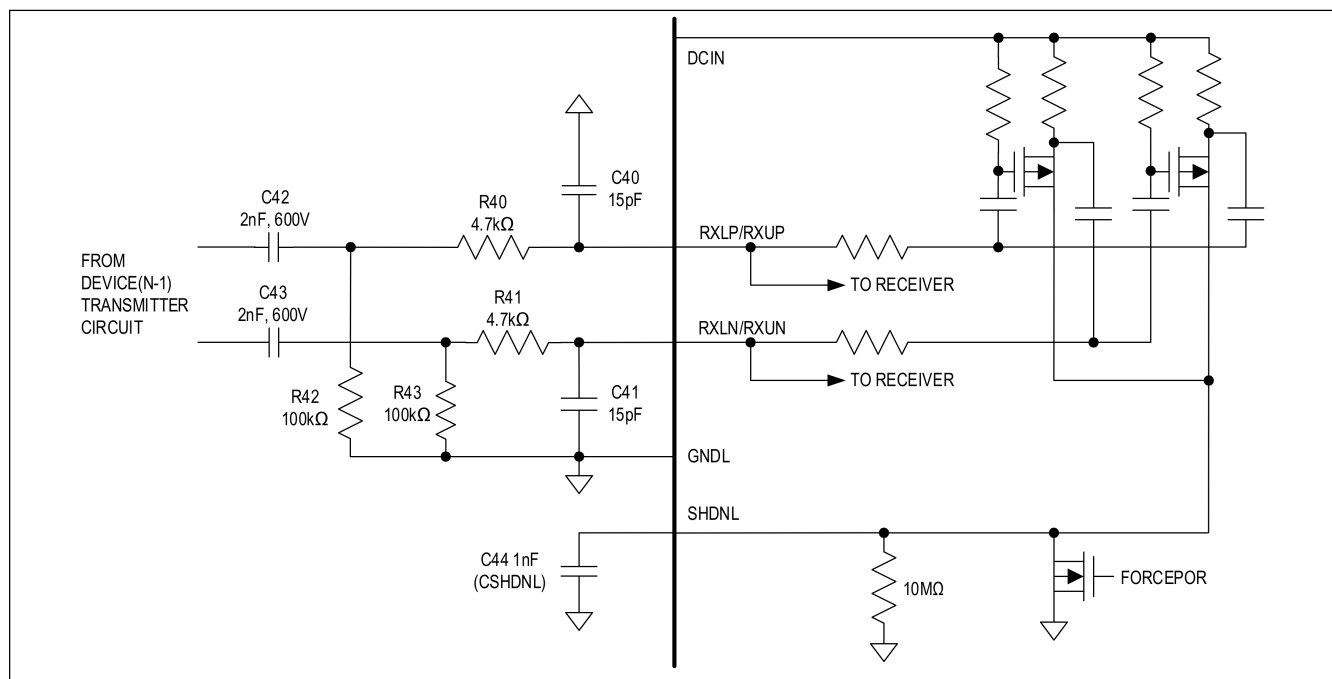 DCIN
C40
15pF
C42
2nF, 600V
R40
4.7kΩ
RXLP/RXUP
FROM
DEVICE(N-1)
TRANSMITTER
CIRCUIT
TO RECEIVER
C43
2nF, 600V
R41
4.7kΩ
RXLN/RXUN
TO RECEIVER
R42
100kΩ
R43
100kΩ
C41
15pF
GNDL
SHDNL
C44 1nF
(CSHDNL)
10MΩ
FORCEPOR